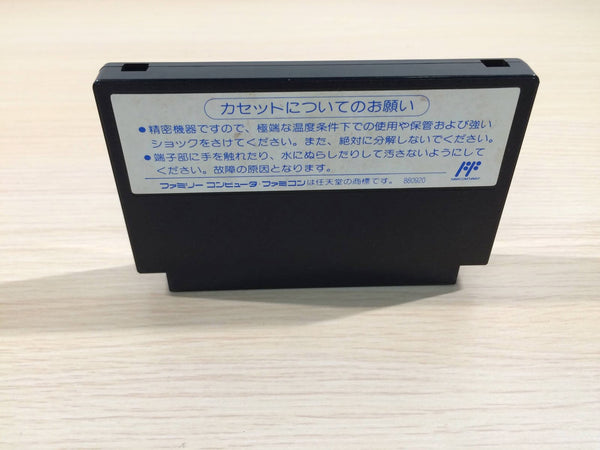 カセットについてのお願い
●精密機器ですので、極端な温度条件下での使用や保管および強い
ショックをさけてください。また、絶対に分解しないでください。
●端子部に手を触れたり、水にぬらしたりして汚さないようにして
ください。故障の原因となります。
ファミリーコンピュータ・ファミコンは任天堂の商標です。 880920